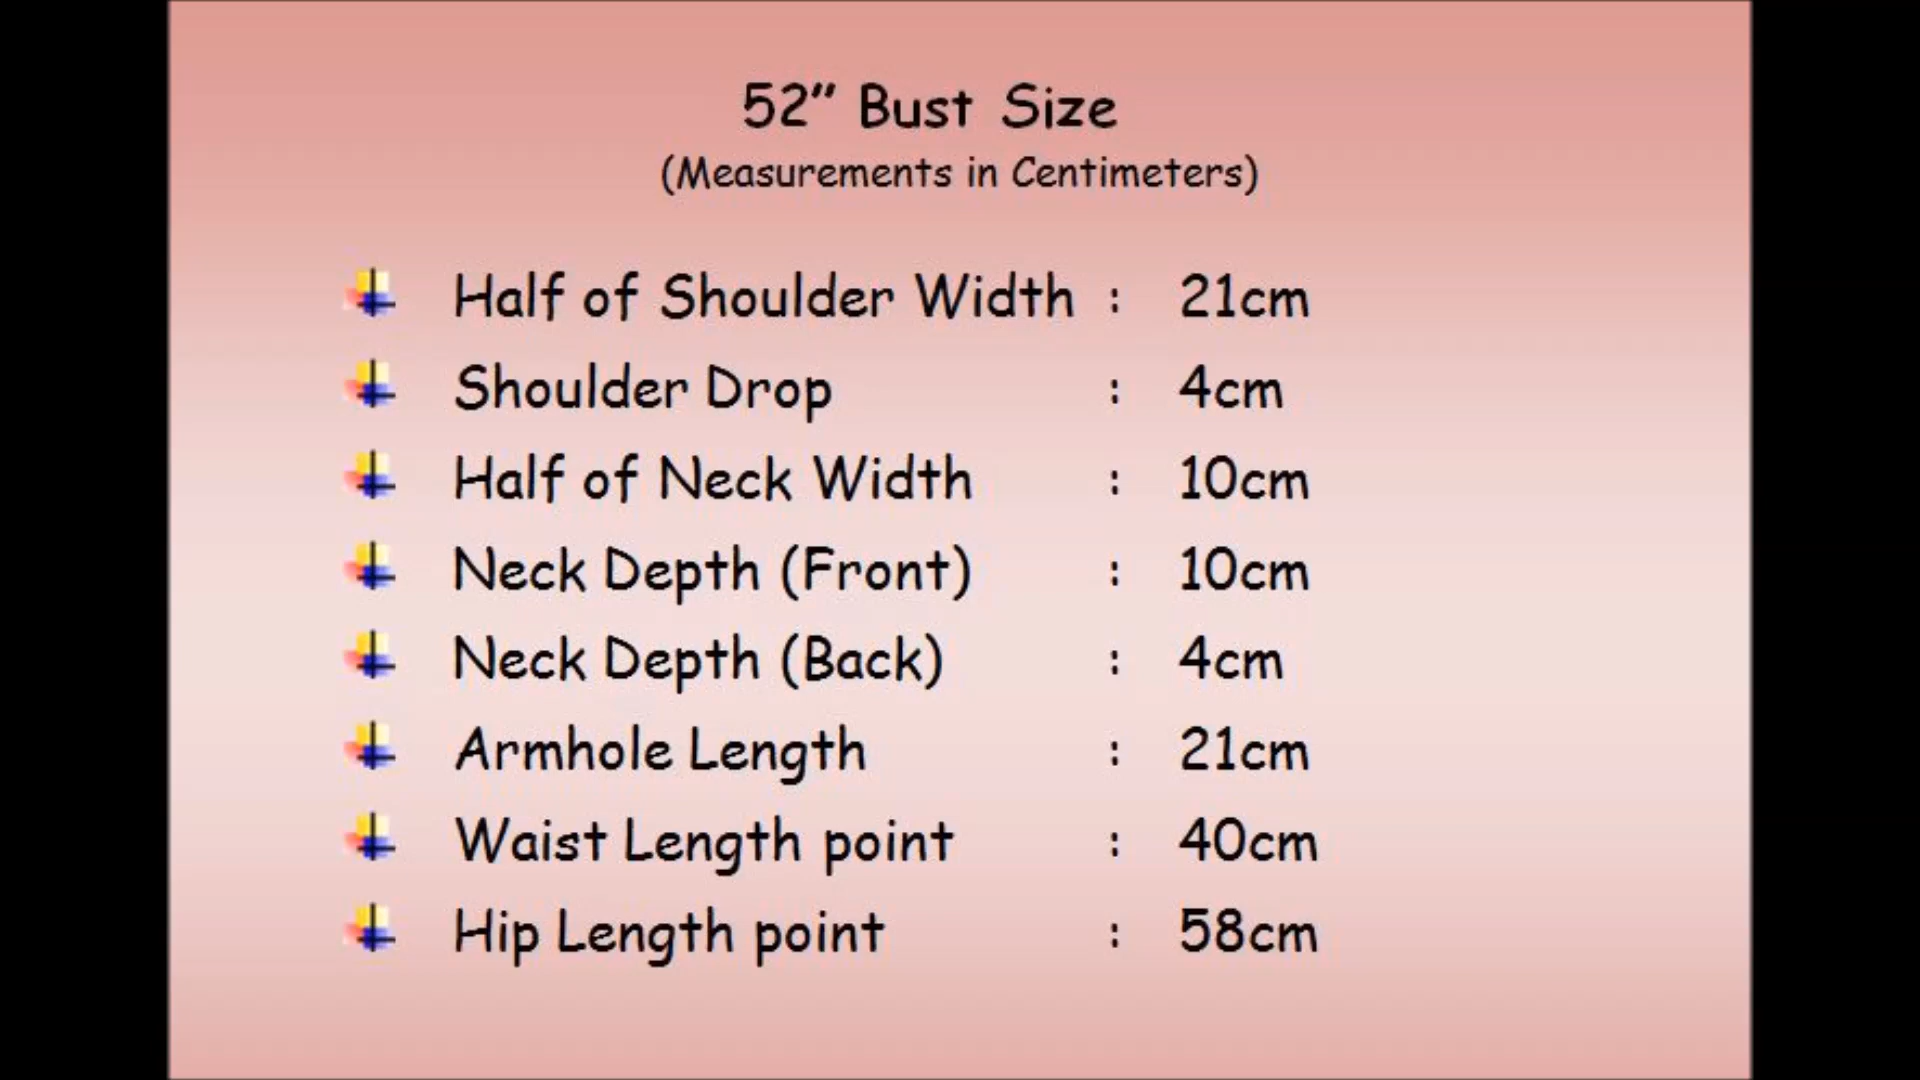 52” Bust Size
(Measurements in Centimeters)
Half of Shoulder Width : 21cm
Shoulder Drop : 4cm
Half of Neck Width : 10cm
Neck Depth (Front) : 10cm
Neck Depth (Back) : 4cm
Armhole Length : 21cm
Waist Length point : 40cm
Hip Length point : 58cm